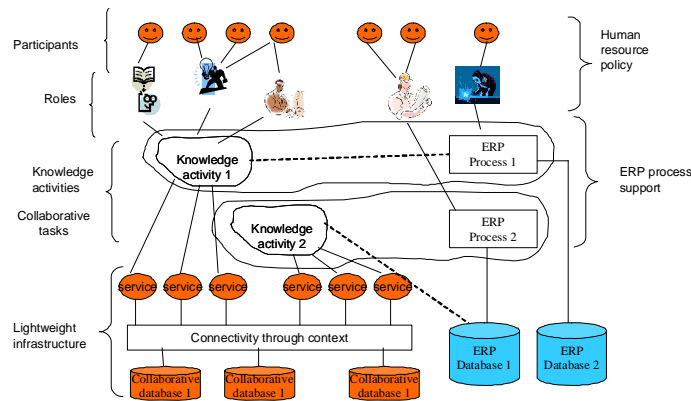 Participants
Human
resource
policy
Roles
Knowledge
activities
Collaborative
tasks
Knowledge
activity 1
ERP
Process 1
ERP process
support
Knowledge
activity 2
ERP
Process 2
service
service
service
service
service
service
Lightweight
infrastructure
Connectivity through context
ERP
Database 1
ERP
Database 2
Collaborative
database 1
Collaborative
database 1
Collaborative
database 1